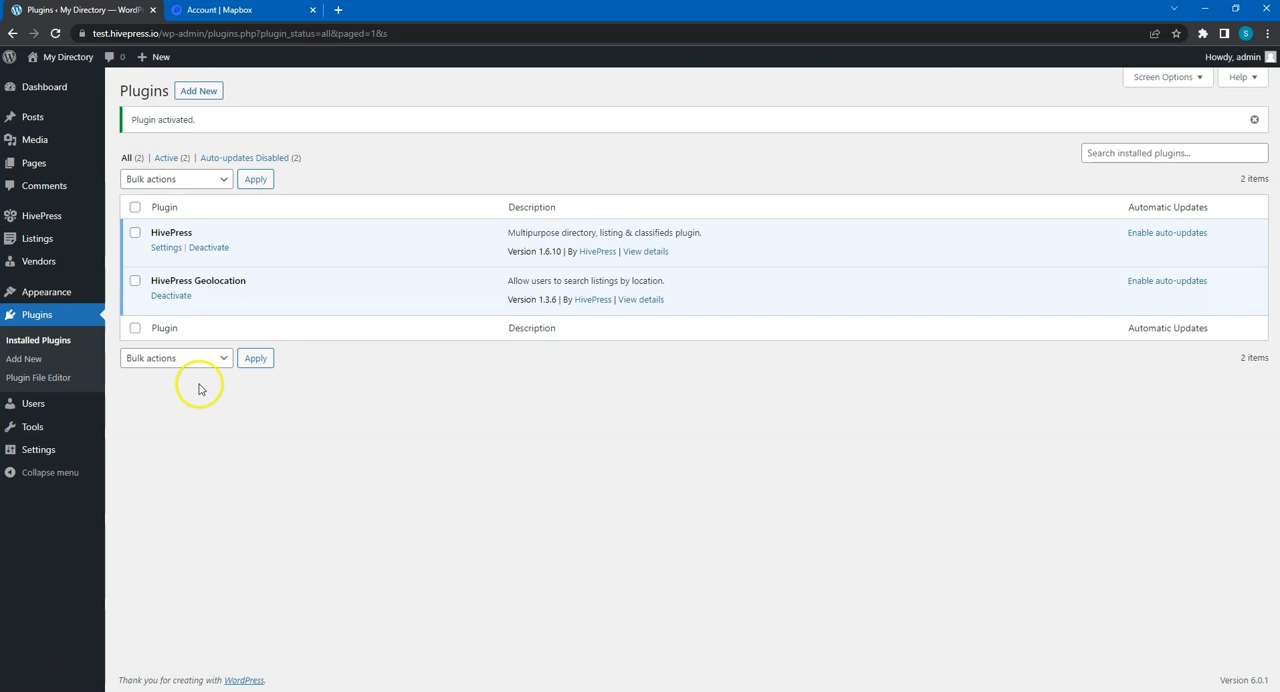 Plugins ‹ My Directory — WordPr
Account | Mapbox
test.hivepress.io/wp-admin/plugins.php?plugin_status=all&paged=1&s
S
My Directory
0
New
Howdy, admin
Dashboard
Posts
Media
Pages
Comments
HivePress
Listings
Vendors
Appearance
Plugins
Installed Plugins
Add New
Plugin File Editor
Users
Tools
Settings
Collapse menu
Screen Options
Help
Plugins
Add New
Plugin activated.
All (2) | Active (2) | Auto-updates Disabled (2)
Search installed plugins...
Bulk actions
Apply
2 items
Plugin Description Automatic Updates
HivePress Multipurpose directory, listing & classifieds plugin. Enable auto-updates
Settings | Deactivate Version 1.6.10 | By HivePress | View details
HivePress Geolocation Allow users to search listings by location. Enable auto-updates
Deactivate Version 1.3.6 | By HivePress | View details
Plugin Description Automatic Updates
Bulk actions
Apply
2 items
Thank you for creating with WordPress.
Version 6.0.1